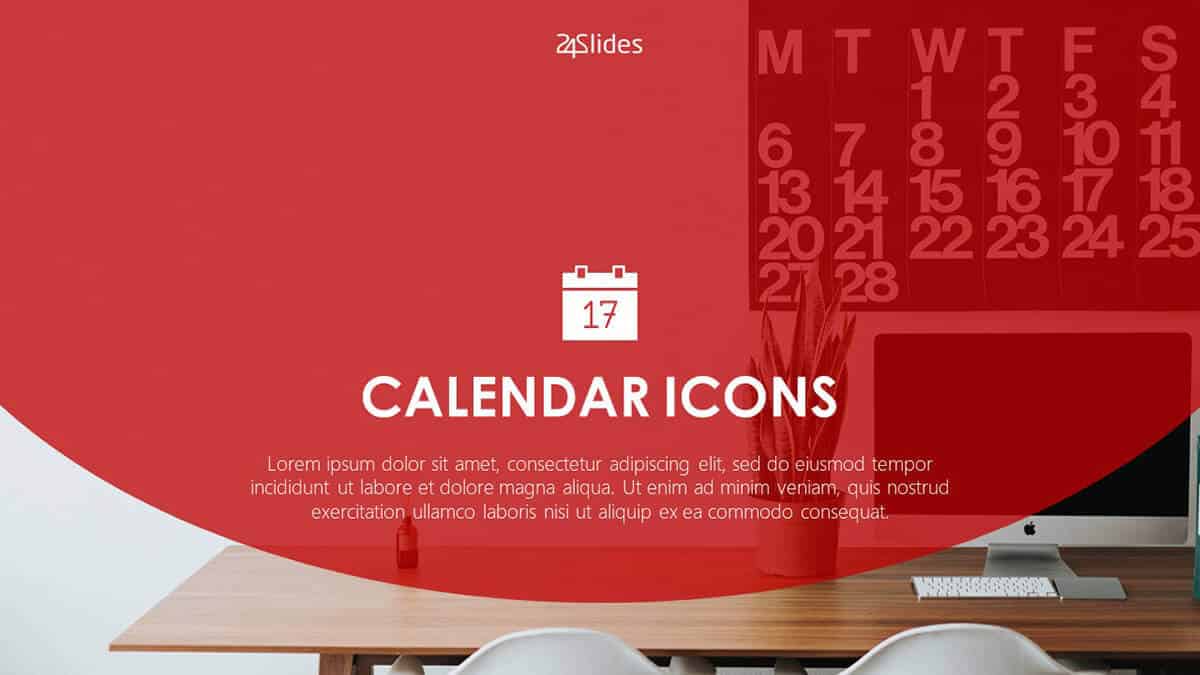 24Slides
M T W T F S
1 2 3 4
6 7 8 9 10 11
13 14 15 16 17 18
20 21 22 23 24 25
27 28
17
CALENDAR ICONS
Lorem ipsum dolor sit amet, consectetur adipiscing elit, sed do eiusmod tempor
incididunt ut labore et dolore magna aliqua. Ut enim ad minim veniam, quis nostrud
exercitation ullamco laboris nisi ut aliquip ex ea commodo consequat.